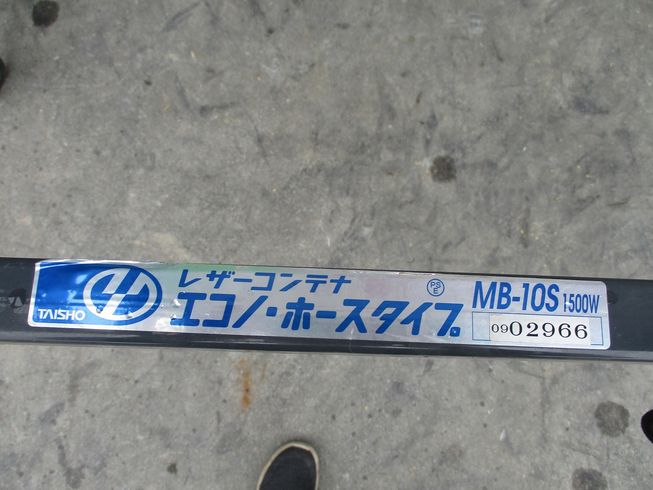 TAISHO
レザーコンテナ
エコノ・ホースタイプ
PS
E
MB-10S 1500W
0902966